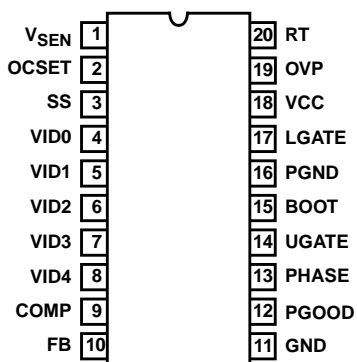 VSEN 1 20 RT
OCSET 2 19 OVP
SS 3 18 VCC
VID0 4 17 LGATE
VID1 5 16 PGND
VID2 6 15 BOOT
VID3 7 14 UGATE
VID4 8 13 PHASE
COMP 9 12 PGOOD
FB 10 11 GND